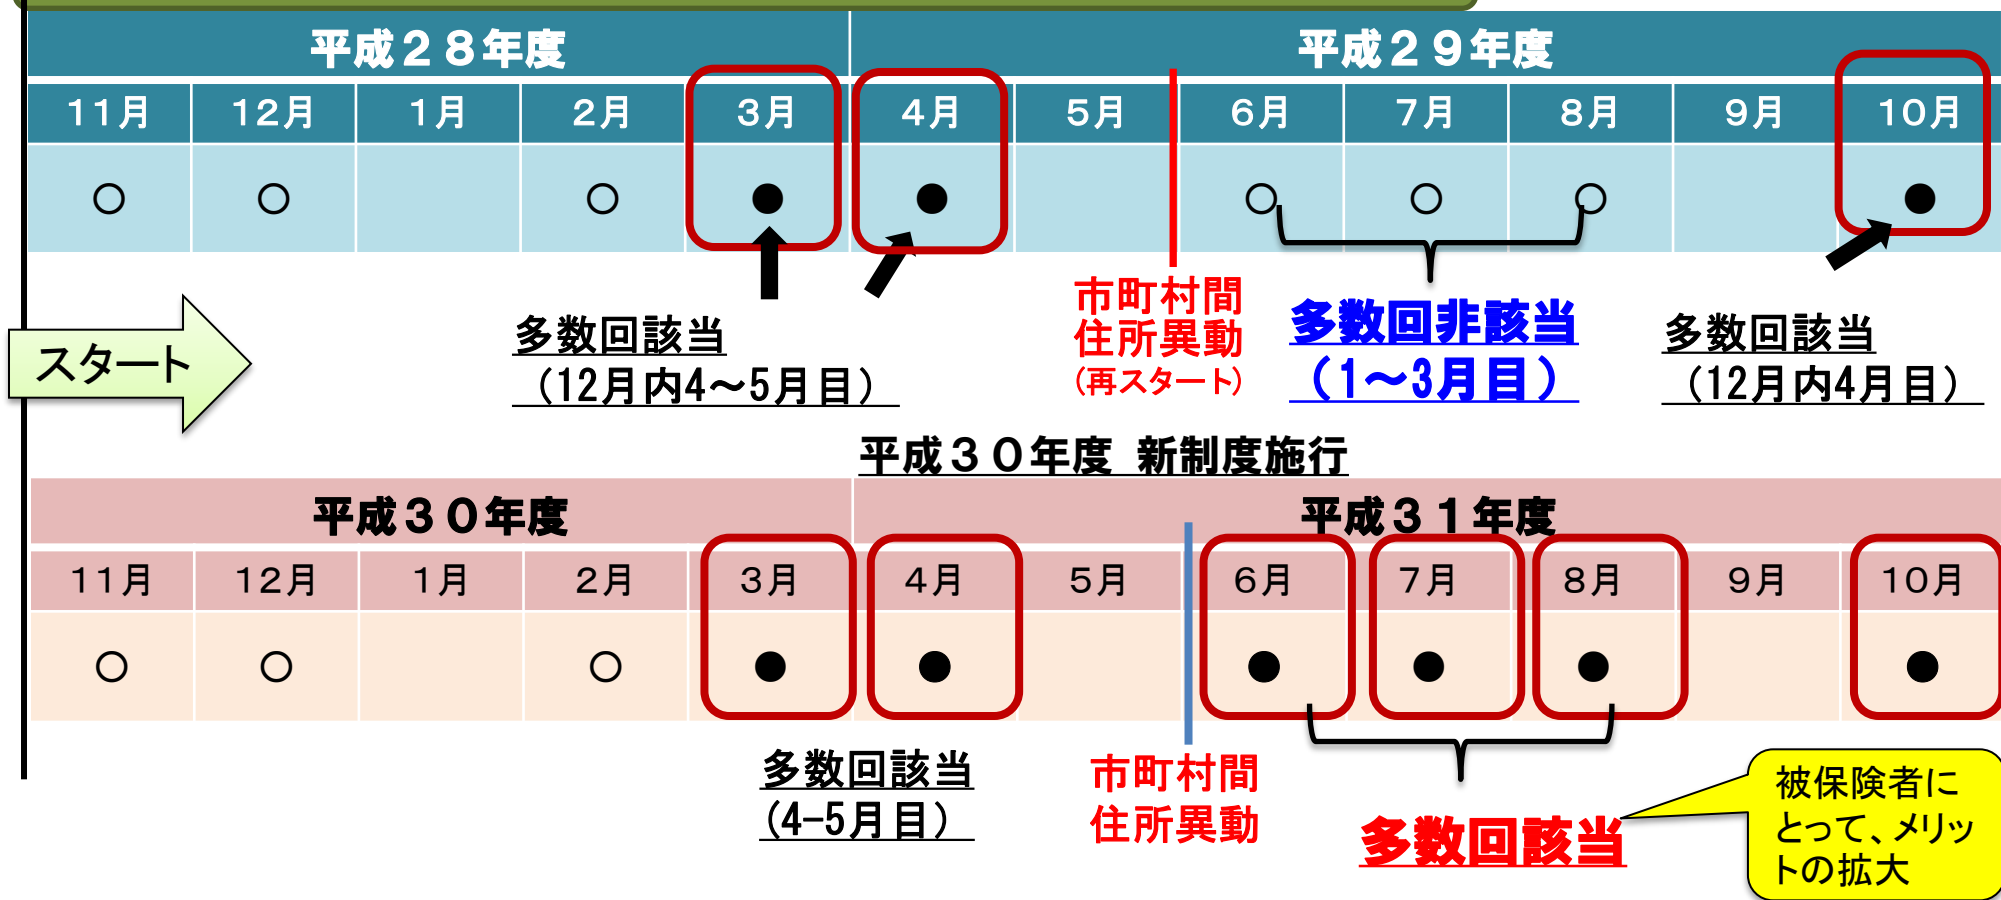 平成２８年度 平成２９年度
11月 12月 1月 2月 3月 4月 5月 6月 7月 8月 9月 10月
○ ○ ○ ● ● ○ ○ ○ ●
スタート
多数回該当
（12月内4～5月目）
市町村間
住所異動
(再スタート)
多数回非該当
（1～3月目）
多数回該当
（12月内4月目）
平成３０年度 新制度施行
平成３０年度 平成３１年度
11月 12月 1月 2月 3月 4月 5月 6月 7月 8月 9月 10月
○ ○ ○ ● ● ● ● ● ●
多数回該当
(4-5月目)
市町村間
住所異動
多数回該当
被保険者に
とって、メリッ
トの拡大